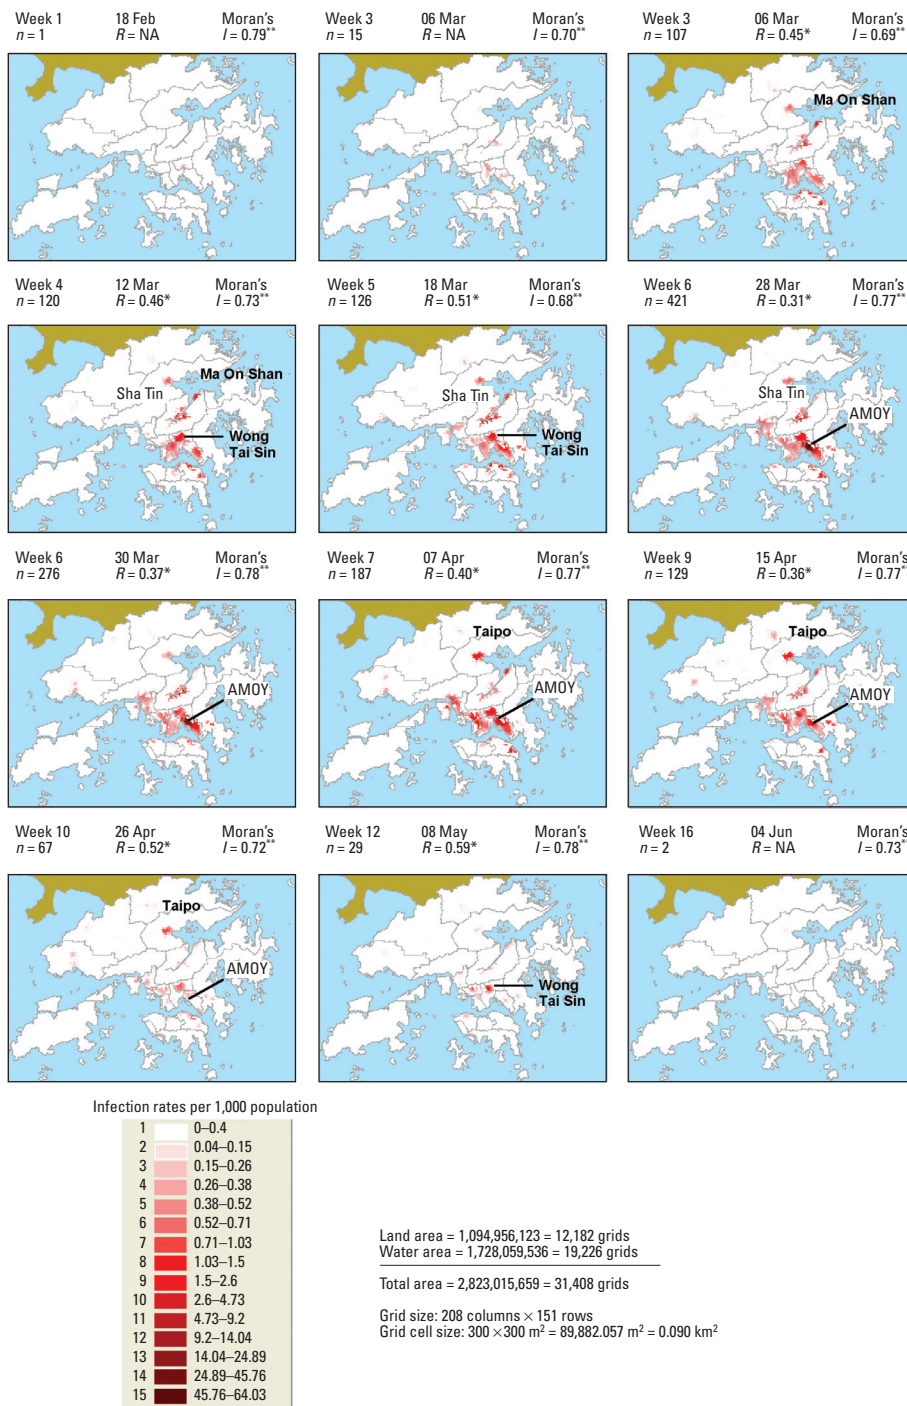 Week 1 18 Feb Moran's
n = 1 R = NA I = 0.79**
Week 3 06 Mar Moran's
n = 15 R = NA I = 0.70**
Week 3 06 Mar Moran's
n = 107 R = 0.45* I = 0.69**
Ma On Shan
Week 4 12 Mar Moran's
n = 120 R = 0.46* I = 0.73**
Ma On Shan
Sha Tin
Wong
Tai Sin
Week 5 18 Mar Moran's
n = 126 R = 0.51* I = 0.68**
Sha Tin
Wong
Tai Sin
Week 6 28 Mar Moran's
n = 421 R = 0.31* I = 0.77**
Sha Tin
AMOY
Week 6 30 Mar Moran's
n = 276 R = 0.37* I = 0.78**
AMOY
Week 7 07 Apr Moran's
n = 187 R = 0.40* I = 0.77**
Taipo
AMOY
Week 9 15 Apr Moran's
n = 129 R = 0.36* I = 0.77**
Taipo
AMOY
Week 10 26 Apr Moran's
n = 67 R = 0.52* I = 0.72**
Taipo
AMOY
Week 12 08 May Moran's
n = 29 R = 0.59* I = 0.78**
Wong
Tai Sin
Week 16 04 Jun Moran's
n = 2 R = NA I = 0.73**
Infection rates per 1,000 population
1 0–0.4
2 0.04–0.15
3 0.15–0.26
4 0.26–0.38
5 0.38–0.52
6 0.52–0.71
7 0.71–1.03
8 1.03–1.5
9 1.5–2.6
10 2.6–4.73
11 4.73–9.2
12 9.2–14.04
13 14.04–24.89
14 24.89–45.76
15 45.76–64.03
Land area = 1,094,956,123 = 12,182 grids
Water area = 1,728,059,536 = 19,226 grids
Total area = 2,823,015,659 = 31,408 grids
Grid size: 208 columns × 151 rows
Grid cell size: 300 ×300 m² = 89,882.057 m² = 0.090 km²